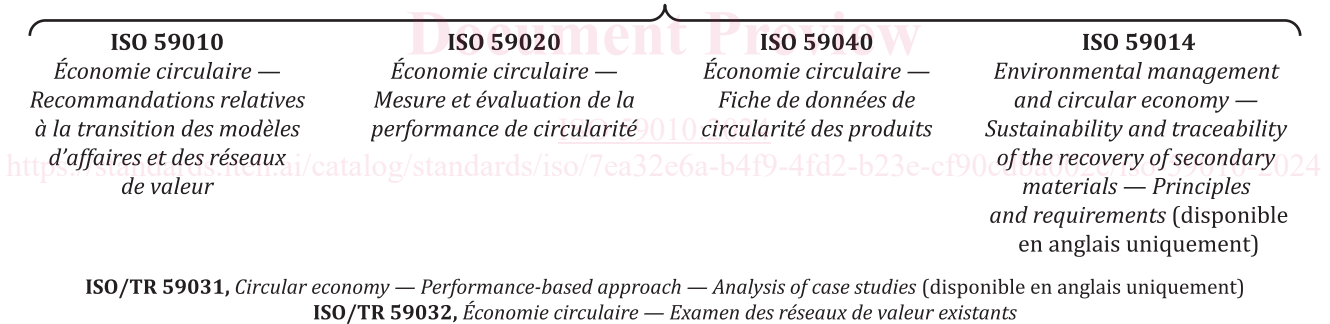 ISO 59010
Économie circulaire —
Recommandations relatives
à la transition des modèles
d’affaires et des réseaux
de valeur
ISO 59020
Économie circulaire —
Mesure et évaluation de la
performance de circularité
ISO 59040
Économie circulaire —
Fiche de données de
circularité des produits
ISO 59014
Environmental management
and circular economy —
Sustainability and traceability
of the recovery of secondary
materials — Principles
and requirements (disponible
en anglais uniquement)
ISO/TR 59031, Circular economy — Performance-based approach — Analysis of case studies (disponible en anglais uniquement)
ISO/TR 59032, Économie circulaire — Examen des réseaux de valeur existants
Document Preview
ISO 59010:2024